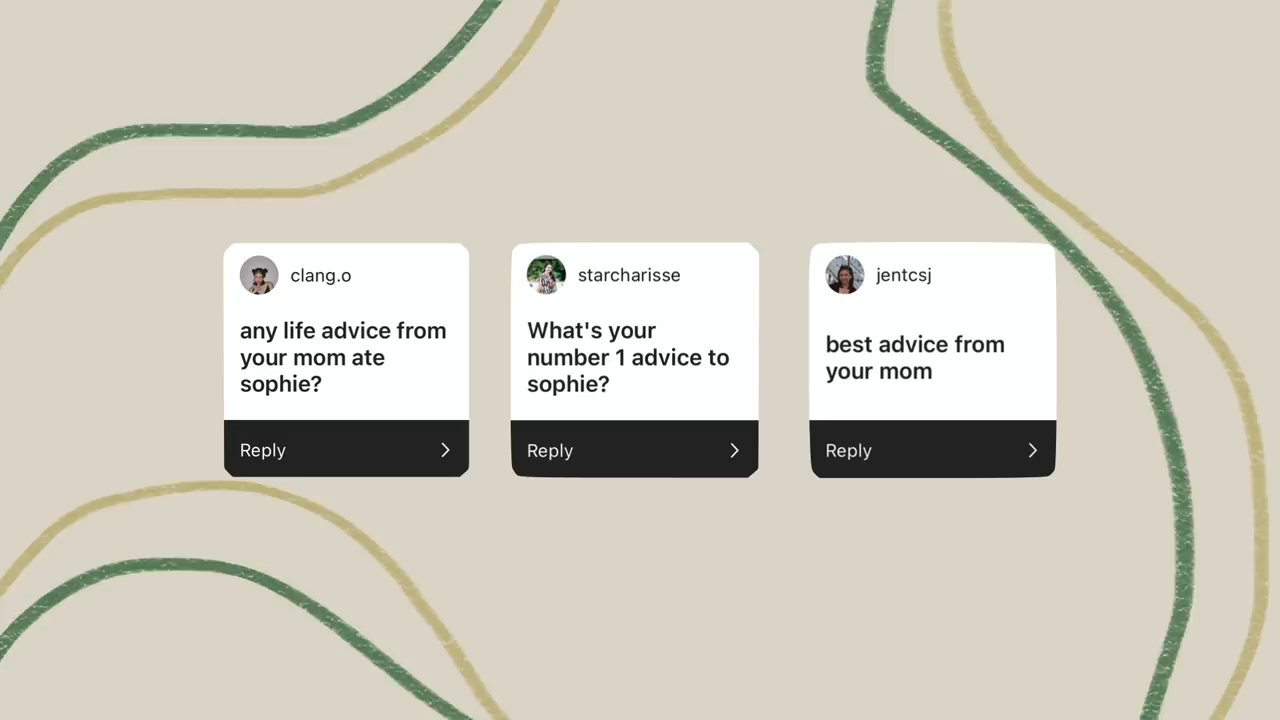 clang.o
any life advice from
your mom ate
sophie?
Reply
starcharisse
What's your
number 1 advice to
sophie?
Reply
jentcsj
best advice from
your mom
Reply